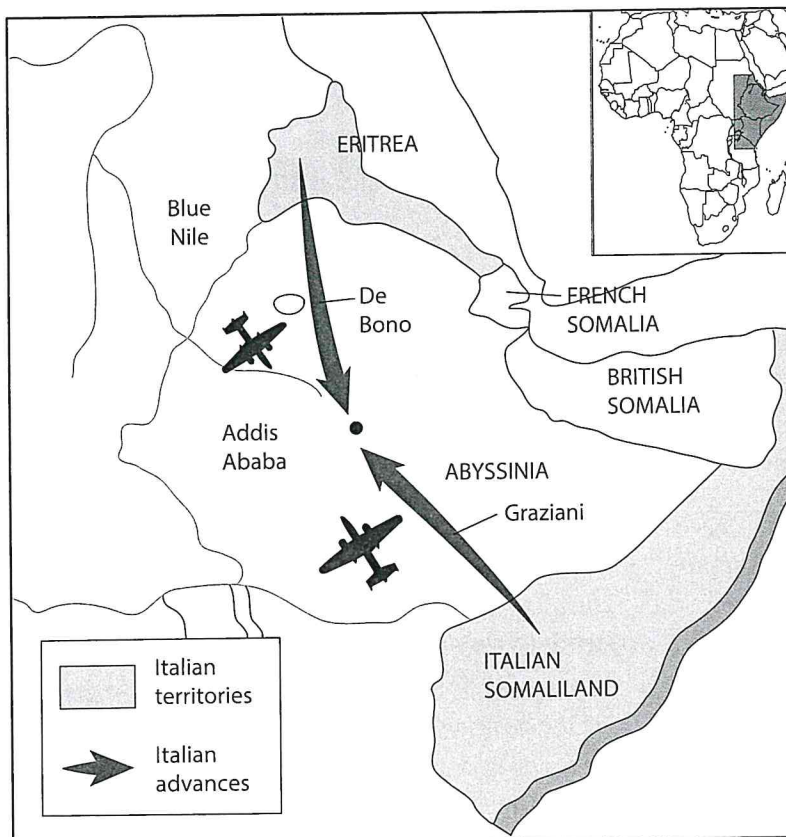 ERITREA
Blue
Nile
De
Bono
FRENCH
SOMALIA
BRITISH
SOMALIA
Addis
Ababa
ABYSSINIA
Graziani
ITALIAN
SOMALILAND
Italian
territories
Italian
advances